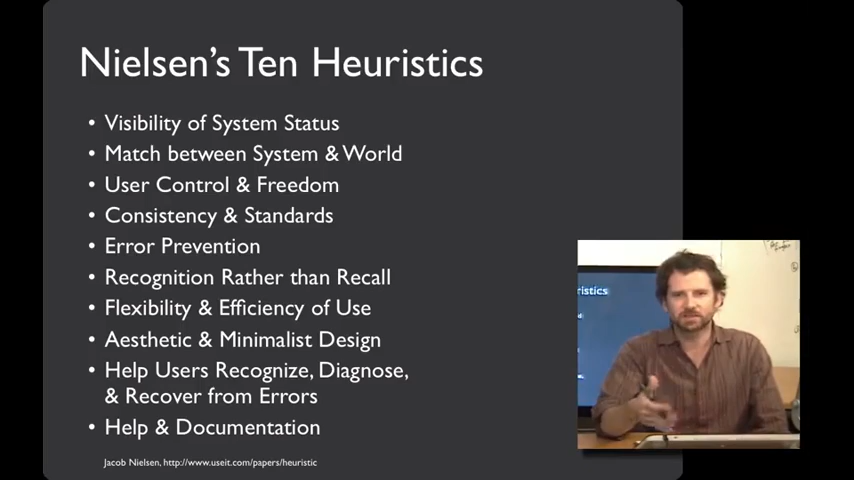 Nielsen's Ten Heuristics
• Visibility of System Status
• Match between System & World
• User Control & Freedom
• Consistency & Standards
• Error Prevention
• Recognition Rather than Recall
• Flexibility & Efficiency of Use
• Aesthetic & Minimalist Design
• Help Users Recognize, Diagnose,
& Recover from Errors
• Help & Documentation
Jacob Nielsen, http://www.useit.com/papers/heuristic
ristics